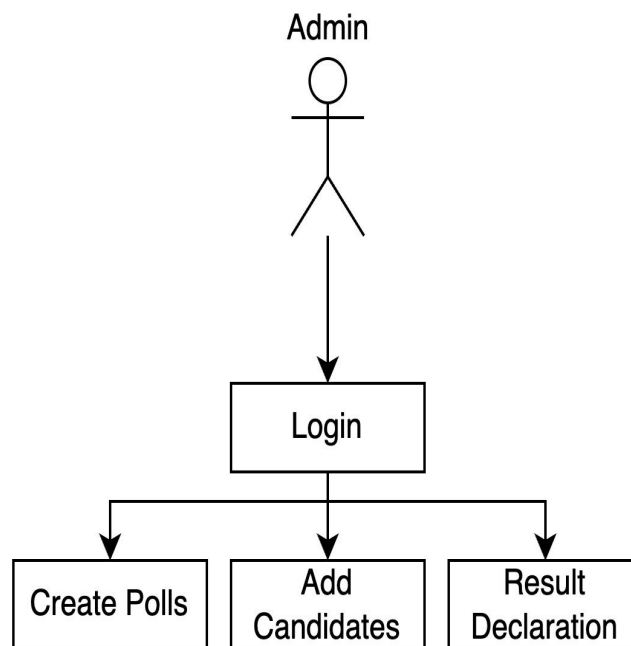 Admin
Login
Create Polls
Add
Candidates
Result
Declaration